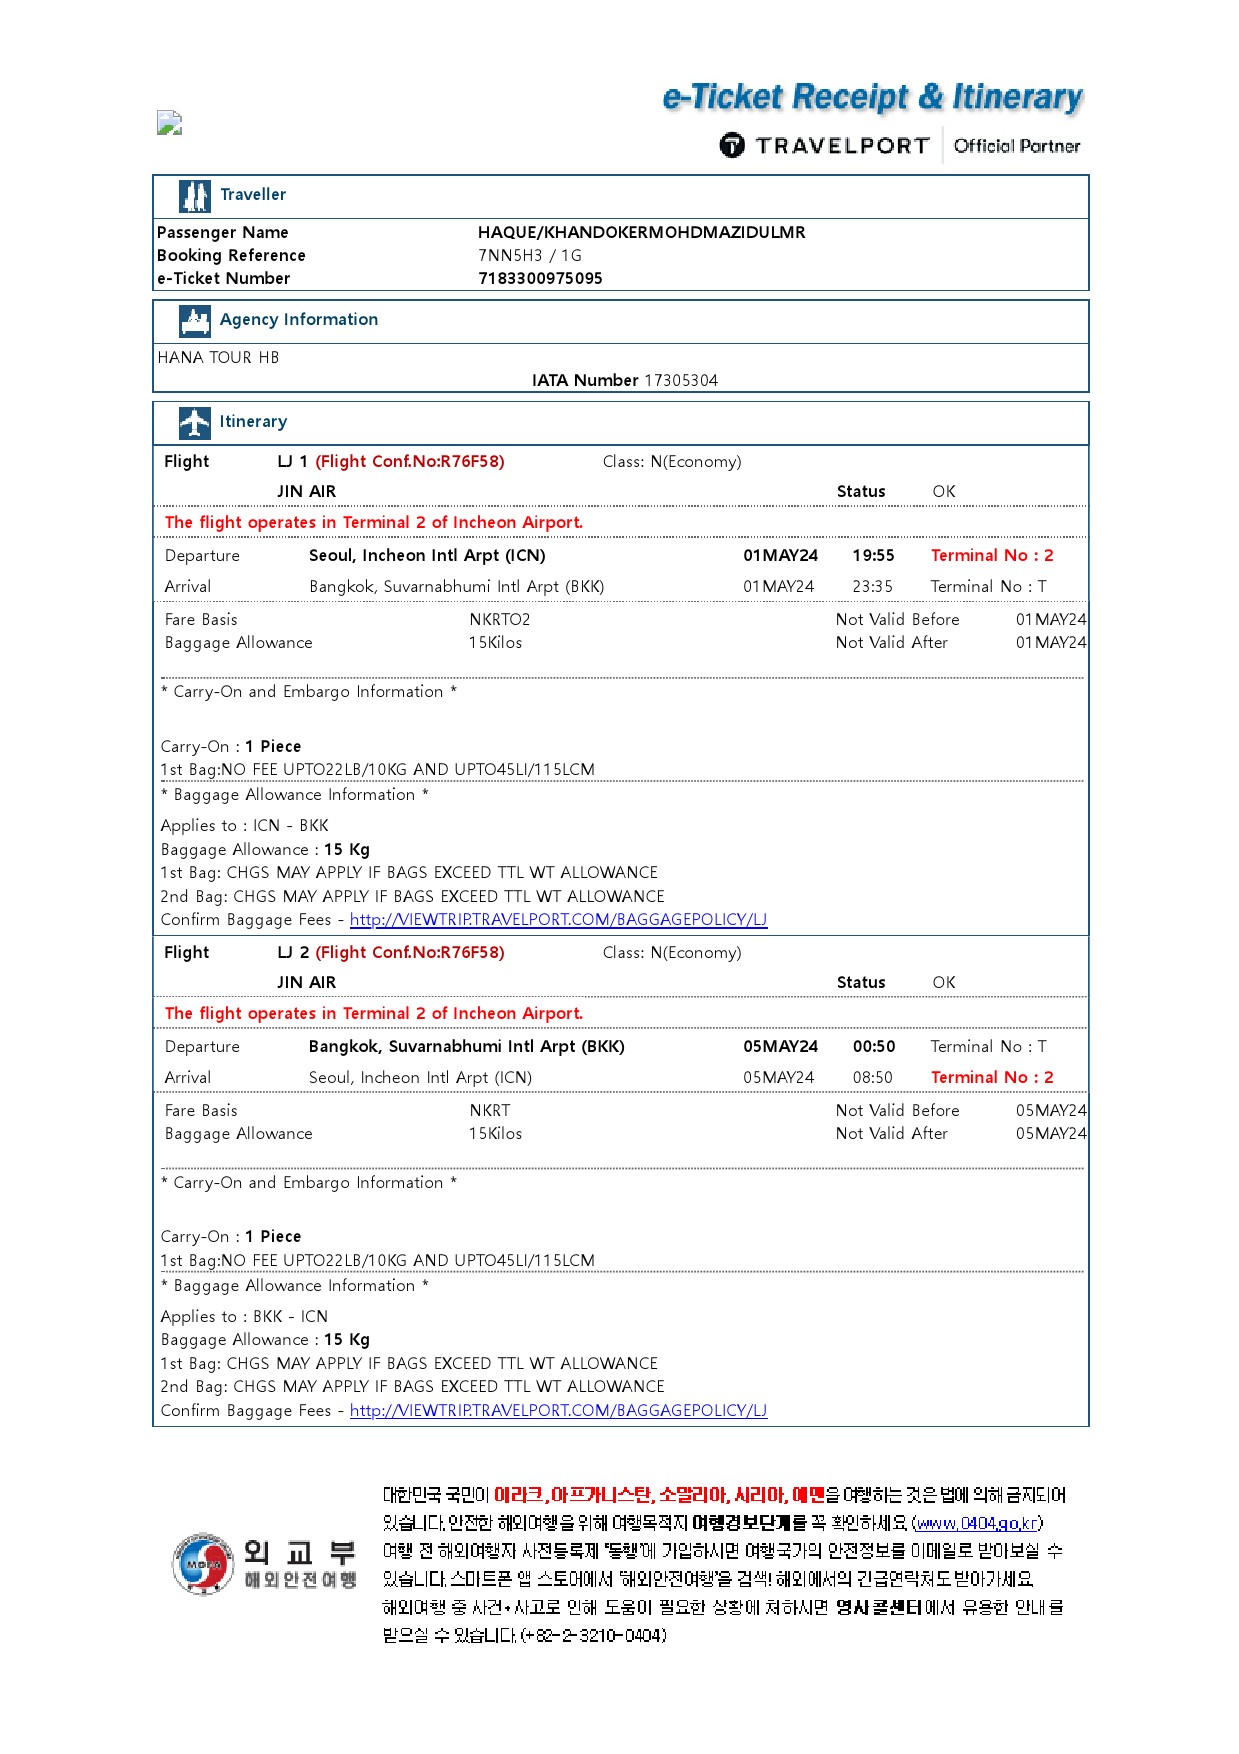 e-Ticket Receipt & Itinerary
TRAVELPORT Official Partner
Traveller
Passenger Name HAQUE/KHANDOKERMOHDMAZIDULMR
Booking Reference 7NN5H3 / 1G
e-Ticket Number 7183300975095
Agency Information
HANA TOUR HB
IATA Number 17305304
Itinerary
Flight LJ 1 (Flight Conf.No:R76F58) Class: N(Economy)
JIN AIR Status OK
The flight operates in Terminal 2 of Incheon Airport.
Departure Seoul, Incheon Intl Arpt (ICN) 01MAY24 19:55 Terminal No : 2
Arrival Bangkok, Suvarnabhumi Intl Arpt (BKK) 01MAY24 23:35 Terminal No : T
Fare Basis NKRTO2 Not Valid Before 01MAY24
Baggage Allowance 15Kilos Not Valid After 01MAY24
* Carry-On and Embargo Information *
Carry-On : 1 Piece
1st Bag:NO FEE UPTO22LB/10KG AND UPTO45LI/115LCM
* Baggage Allowance Information *
Applies to : ICN - BKK
Baggage Allowance : 15 Kg
1st Bag: CHGS MAY APPLY IF BAGS EXCEED TTL WT ALLOWANCE
2nd Bag: CHGS MAY APPLY IF BAGS EXCEED TTL WT ALLOWANCE
Confirm Baggage Fees - http://VIEWTRIP.TRAVELPORT.COM/BAGGAGEPOLICY/LJ
Flight LJ 2 (Flight Conf.No:R76F58) Class: N(Economy)
JIN AIR Status OK
The flight operates in Terminal 2 of Incheon Airport.
Departure Bangkok, Suvarnabhumi Intl Arpt (BKK) 05MAY24 00:50 Terminal No : T
Arrival Seoul, Incheon Intl Arpt (ICN) 05MAY24 08:50 Terminal No : 2
Fare Basis NKRT Not Valid Before 05MAY24
Baggage Allowance 15Kilos Not Valid After 05MAY24
* Carry-On and Embargo Information *
Carry-On : 1 Piece
1st Bag:NO FEE UPTO22LB/10KG AND UPTO45LI/115LCM
* Baggage Allowance Information *
Applies to : BKK - ICN
Baggage Allowance : 15 Kg
1st Bag: CHGS MAY APPLY IF BAGS EXCEED TTL WT ALLOWANCE
2nd Bag: CHGS MAY APPLY IF BAGS EXCEED TTL WT ALLOWANCE
Confirm Baggage Fees - http://VIEWTRIP.TRAVELPORT.COM/BAGGAGEPOLICY/LJ
MOFA 외교부
해외안전여행
대한민국 국민이 이라크, 아프가니스탄, 소말리아, 시리아, 예멘을 여행하는 것은 법에 의해 금지되어
있습니다. 안전한 해외여행을 위해 여행목적지 여행경보단계를 꼭 확인하세요. (www.0404.go.kr)
여행 전 해외여행자 사전등록제 '동행'에 가입하시면 여행국가의 안전정보를 이메일로 받아보실 수
있습니다. 스마트폰 앱 스토어에서 '해외안전여행'을 검색! 해외에서의 긴급연락처도 받아가세요.
해외여행 중 사건·사고로 인해 도움이 필요한 상황에 처하시면 영사콜센터에서 유용한 안내를
받으실 수 있습니다. (+82-2-3210-0404)